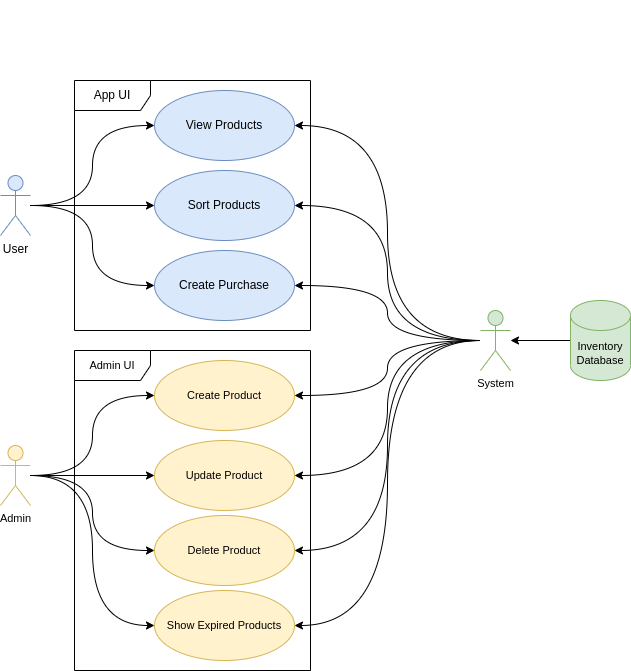 App UI
View Products
Sort Products
User
Create Purchase
Inventory
Database
System
Admin UI
Create Product
Update Product
Admin
Delete Product
Show Expired Products